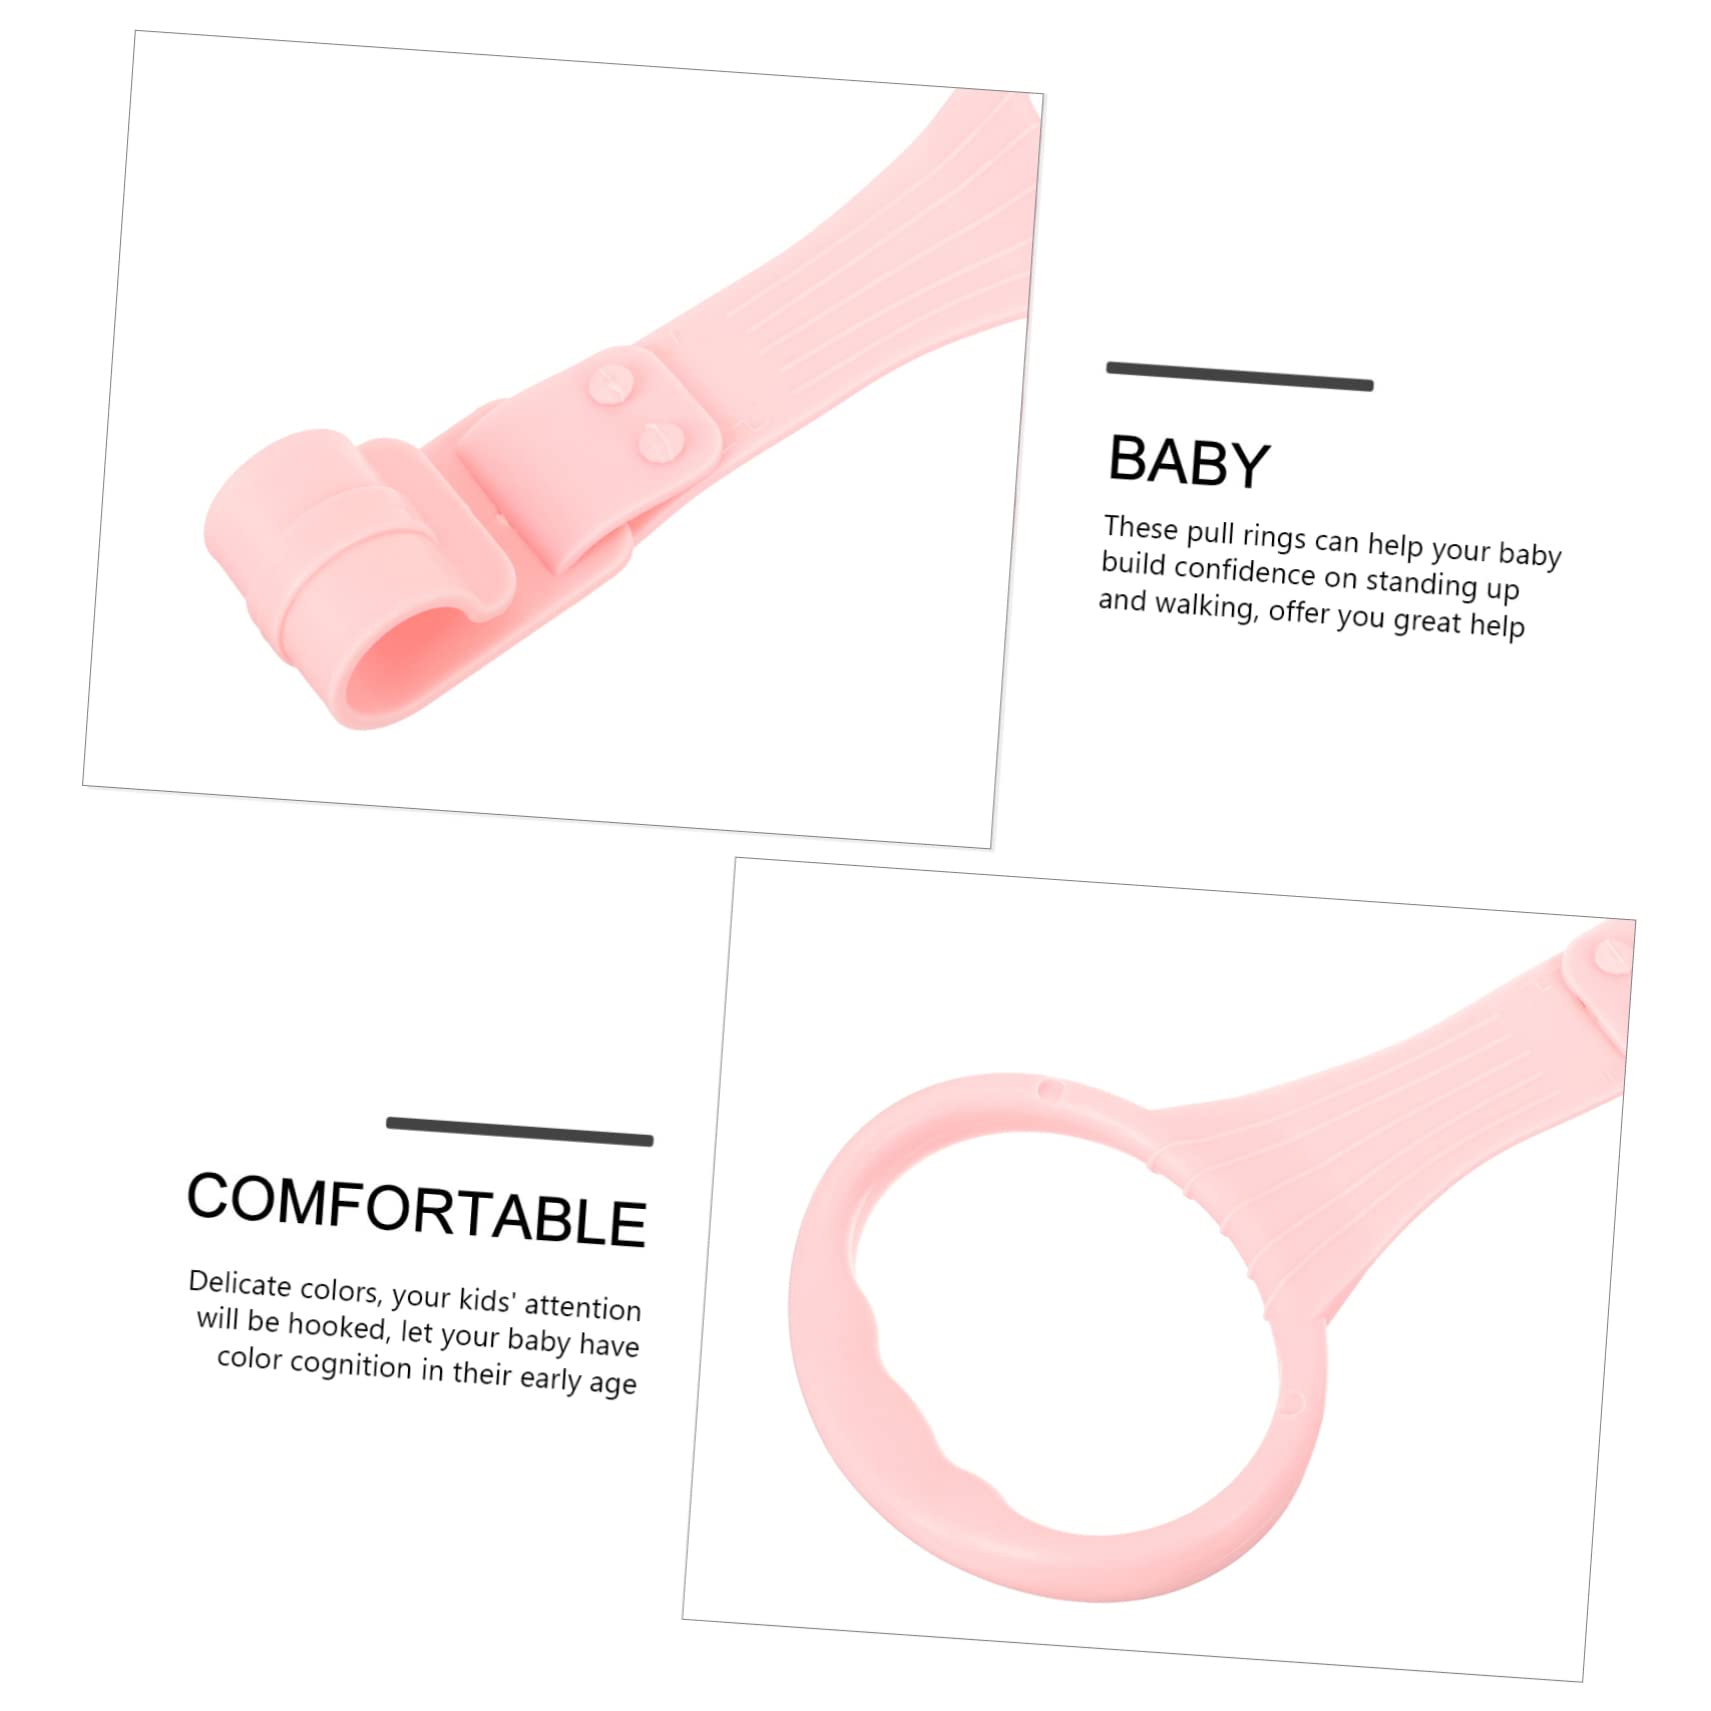 BABY
These pull rings can help your baby
build confidence on standing up
and walking, offer you great help
COMFORTABLE
Delicate colors, your kids' attention
will be hooked, let your baby have
color cognition in their early age